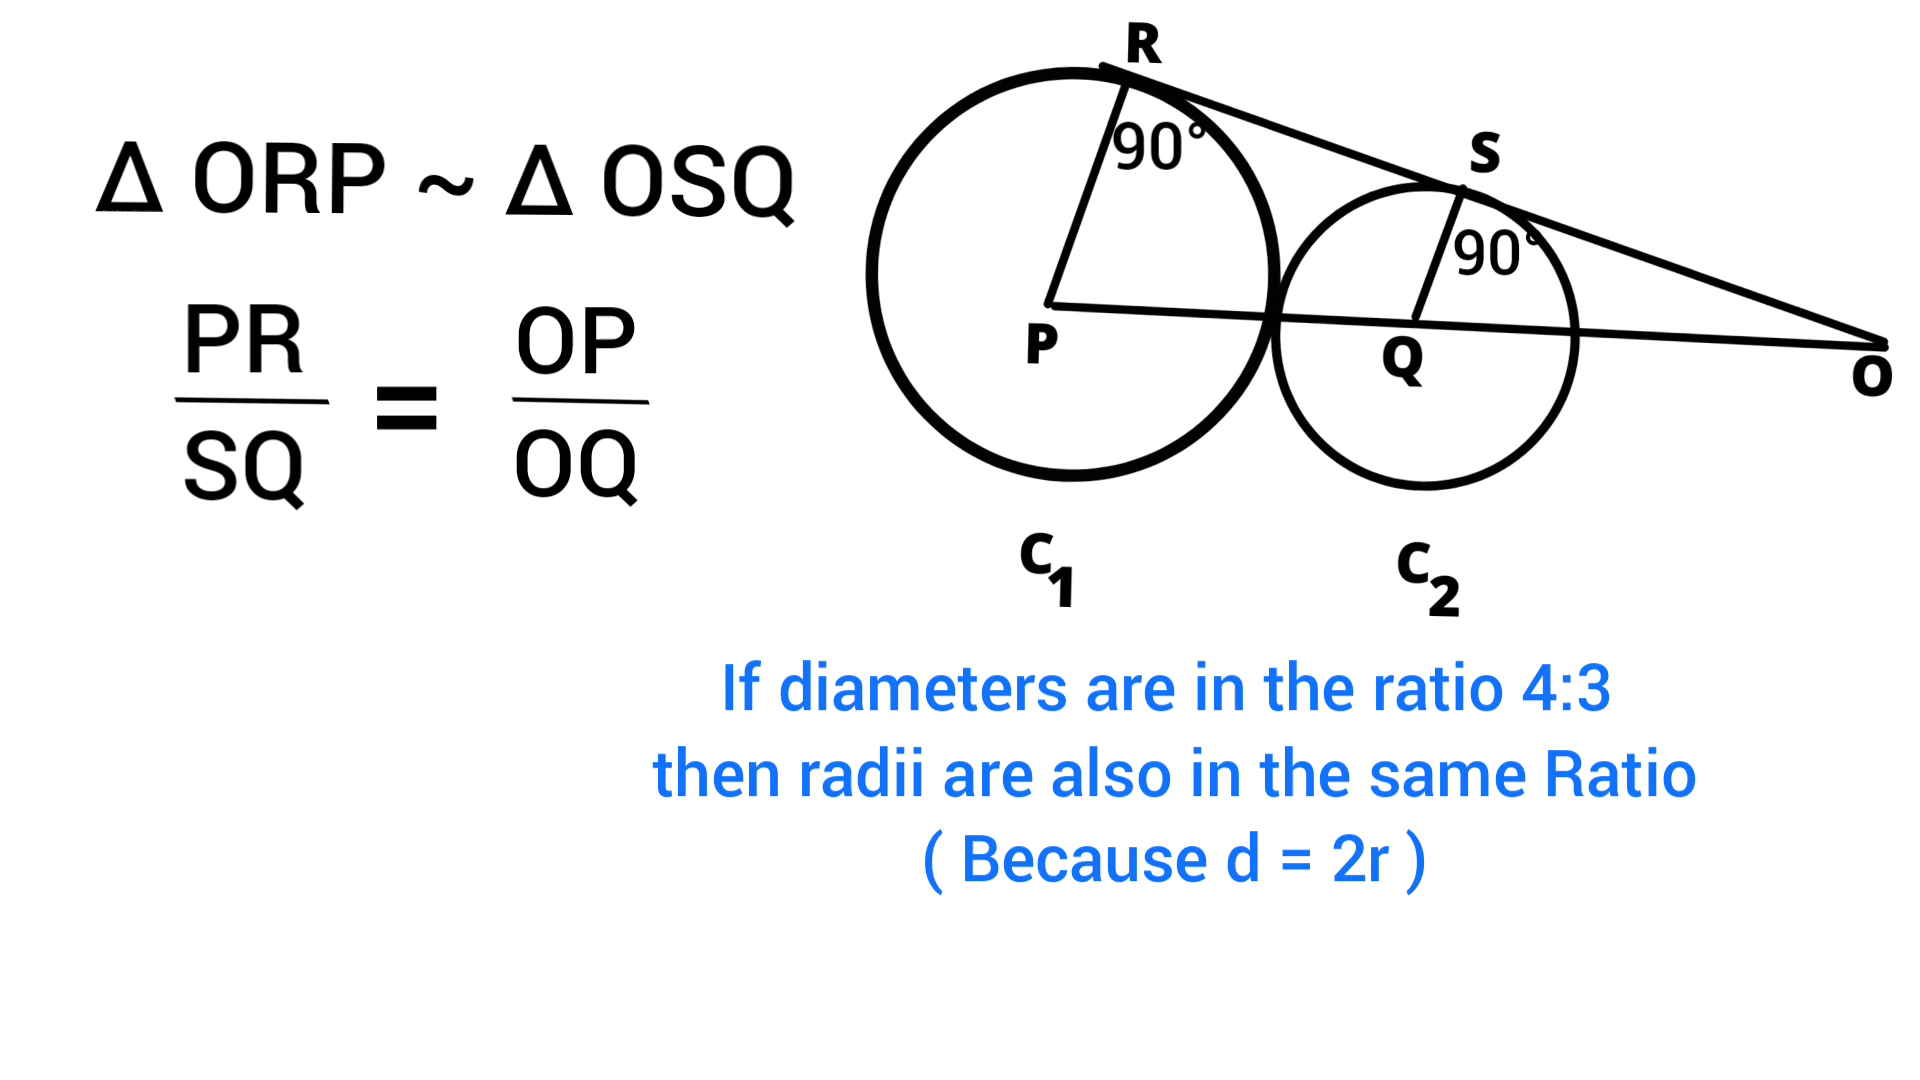 Δ ORP ~ Δ OSQ
PR
SQ
=
OP
OQ
R
90°
S
90°
P
Q
O
C₁
C₂
If diameters are in the ratio 4:3
then radii are also in the same Ratio
( Because d = 2r )